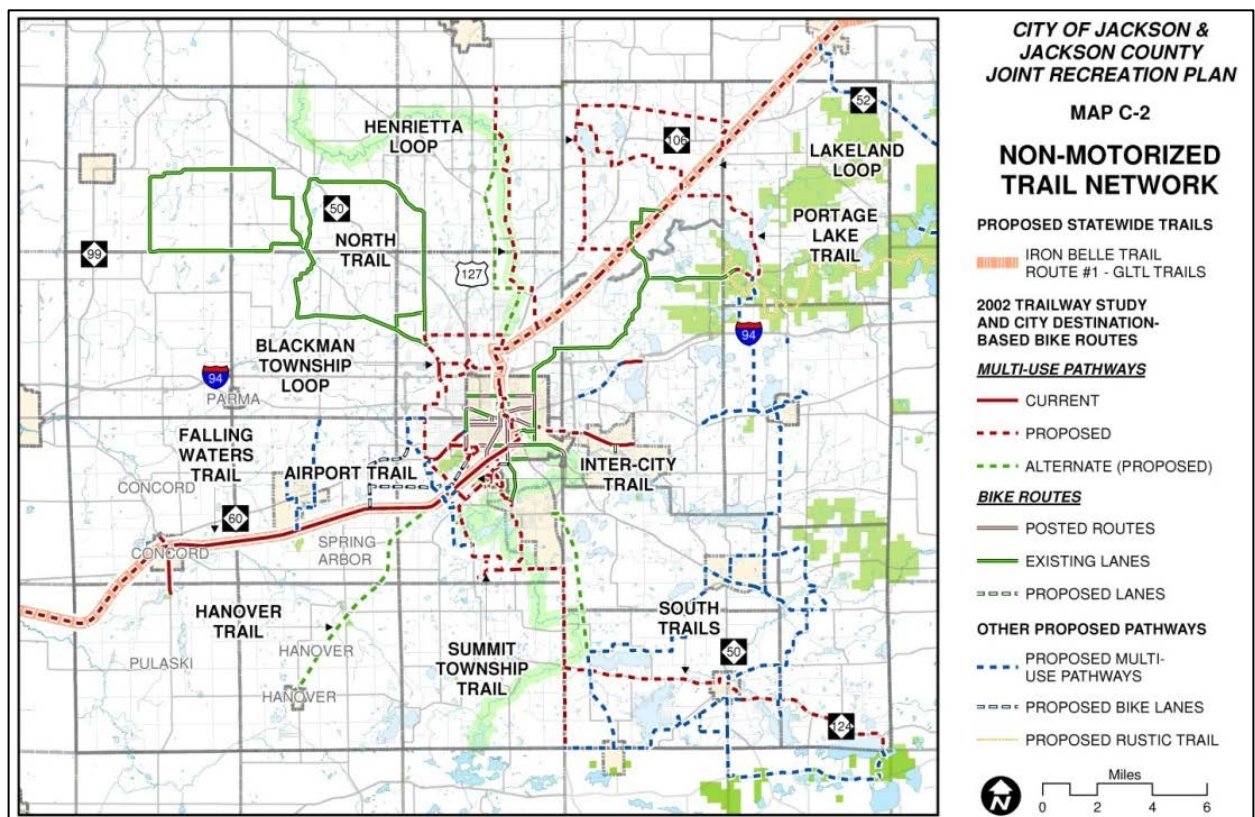 HENRIETTA
LOOP
52
106
LAKELAND
LOOP
50
NORTH
TRAIL
PORTAGE
LAKE
TRAIL
99
127
BLACKMAN
TOWNSHIP
LOOP
94
94
PARMA
FALLING
WATERS
TRAIL
AIRPORT TRAIL
INTER-CITY
TRAIL
CONCORD
60
CONCORD
SPRING
ARBOR
HANOVER
TRAIL
HANOVER
SOUTH
TRAILS
50
PULASKI
SUMMIT
TOWNSHIP
TRAIL
HANOVER
124
CITY OF JACKSON &
JACKSON COUNTY
JOINT RECREATION PLAN
MAP C-2
NON-MOTORIZED
TRAIL NETWORK
PROPOSED STATEWIDE TRAILS
IRON BELLE TRAIL
ROUTE #1 - GLTL TRAILS
2002 TRAILWAY STUDY
AND CITY DESTINATION-
BASED BIKE ROUTES
MULTI-USE PATHWAYS
CURRENT
PROPOSED
ALTERNATE (PROPOSED)
BIKE ROUTES
POSTED ROUTES
EXISTING LANES
PROPOSED LANES
OTHER PROPOSED PATHWAYS
PROPOSED MULTI-
USE PATHWAYS
PROPOSED BIKE LANES
PROPOSED RUSTIC TRAIL
N
Miles
0 2 4 6